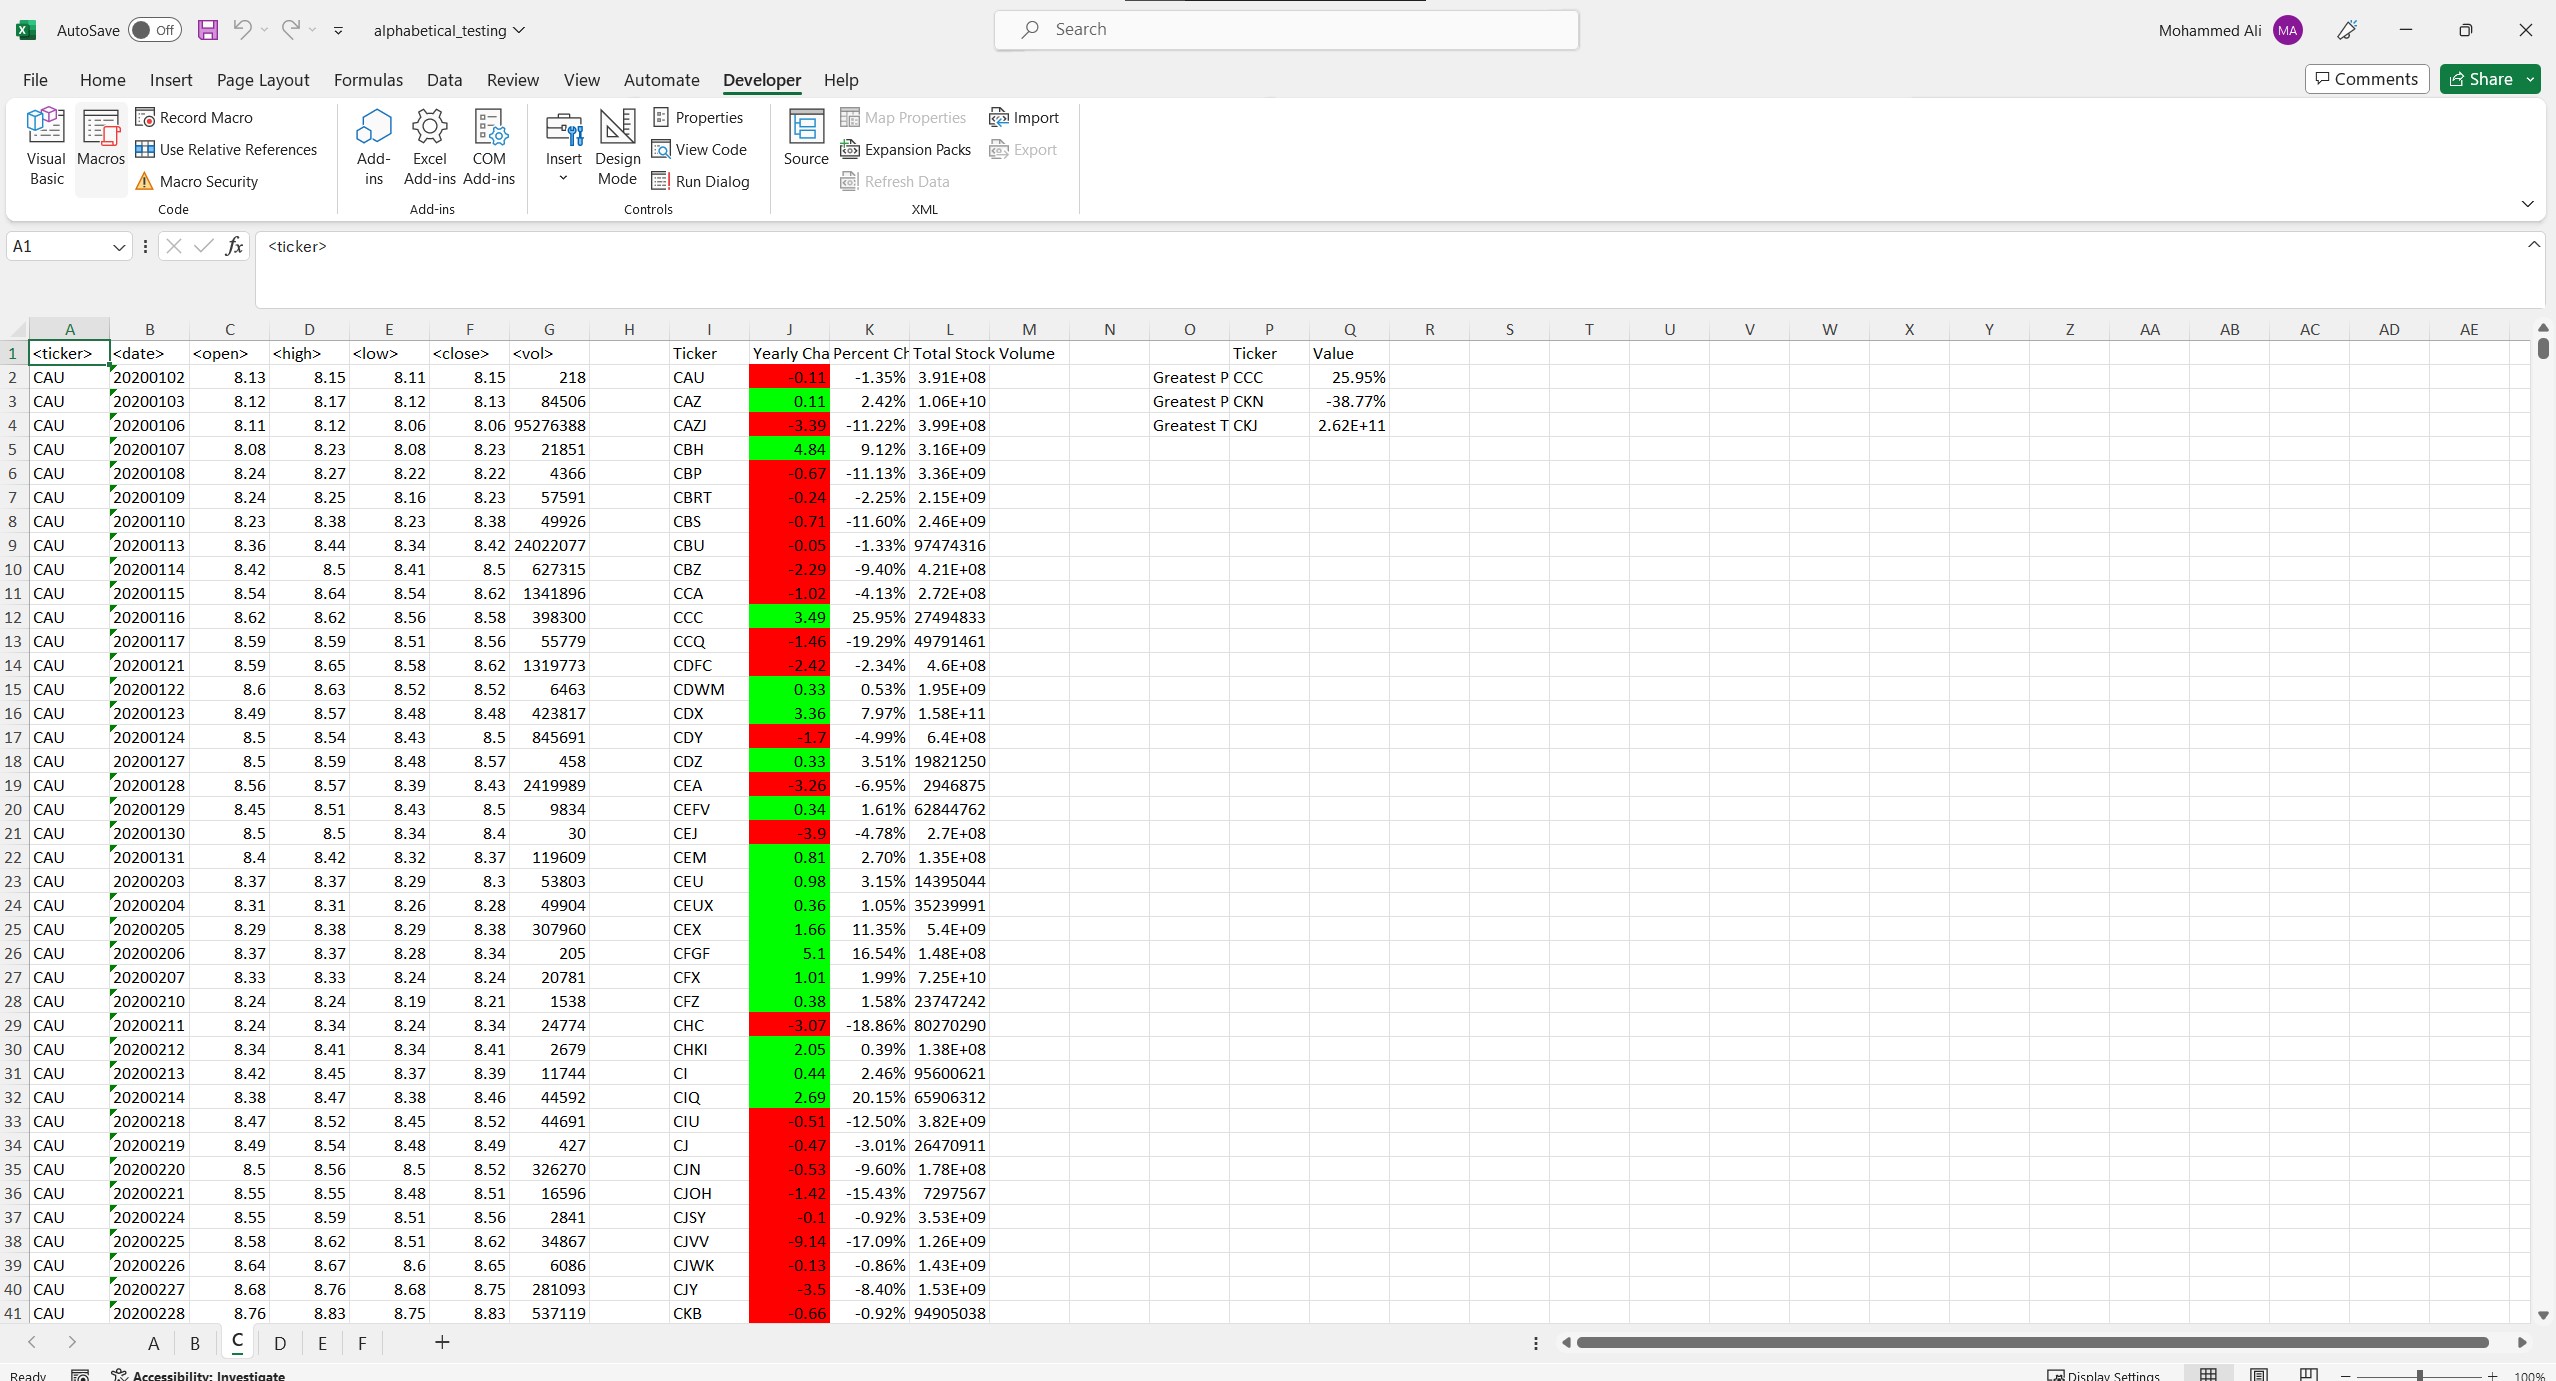 AutoSave Off alphabetical_testing Search Mohammed Ali MA
File Home Insert Page Layout Formulas Data Review View Automate Developer Help Comments Share
Visual Basic Macros Record Macro Use Relative References Macro Security Code
Add-ins Excel Add-ins COM Add-ins Add-ins
Insert Design Mode Properties View Code Run Dialog Controls
Source Map Properties Expansion Packs Refresh Data Import Export XML
A1 fx <ticker>
A B C D E F G H I J K L M N O P Q R S T U V W X Y Z AA AB AC AD AE
1 <ticker> <date> <open> <high> <low> <close> <vol> Ticker Yearly Cha Percent Ch Total Stock Volume Ticker Value
2 CAU 20200102 8.13 8.15 8.11 8.15 218 CAU -0.11 -1.35% 3.91E+08 Greatest P CCC 25.95%
3 CAU 20200103 8.12 8.17 8.12 8.13 84506 CAZ 0.11 2.42% 1.06E+10 Greatest P CKN -38.77%
4 CAU 20200106 8.11 8.12 8.06 8.06 95276388 CAZJ -3.39 -11.22% 3.99E+08 Greatest T CKJ 2.62E+11
5 CAU 20200107 8.08 8.23 8.08 8.23 21851 CBH 4.84 9.12% 3.16E+09
6 CAU 20200108 8.24 8.27 8.22 8.22 4366 CBP -0.67 -11.13% 3.36E+09
7 CAU 20200109 8.24 8.25 8.16 8.23 57591 CBRT -0.24 -2.25% 2.15E+09
8 CAU 20200110 8.23 8.38 8.23 8.38 49926 CBS -0.71 -11.60% 2.46E+09
9 CAU 20200113 8.36 8.44 8.34 8.42 24022077 CBU -0.05 -1.33% 97474316
10 CAU 20200114 8.42 8.5 8.41 8.5 627315 CBZ -2.29 -9.40% 4.21E+08
11 CAU 20200115 8.54 8.64 8.54 8.62 1341896 CCA -1.02 -4.13% 2.72E+08
12 CAU 20200116 8.62 8.62 8.56 8.58 398300 CCC 3.49 25.95% 27494833
13 CAU 20200117 8.59 8.59 8.51 8.56 55779 CCQ -1.46 -19.29% 49791461
14 CAU 20200121 8.59 8.65 8.58 8.62 1319773 CDFC -2.42 -2.34% 4.6E+08
15 CAU 20200122 8.6 8.63 8.52 8.52 6463 CDWM 0.33 0.53% 1.95E+09
16 CAU 20200123 8.49 8.57 8.48 8.48 423817 CDX 3.36 7.97% 1.58E+11
17 CAU 20200124 8.5 8.54 8.43 8.5 845691 CDY -1.7 -4.99% 6.4E+08
18 CAU 20200127 8.5 8.59 8.48 8.57 458 CDZ 0.33 3.51% 19821250
19 CAU 20200128 8.56 8.57 8.39 8.43 2419989 CEA -3.26 -6.95% 2946875
20 CAU 20200129 8.45 8.51 8.43 8.5 9834 CEFV 0.34 1.61% 62844762
21 CAU 20200130 8.5 8.5 8.34 8.4 30 CEJ -3.9 -4.78% 2.7E+08
22 CAU 20200131 8.4 8.42 8.32 8.37 119609 CEM 0.81 2.70% 1.35E+08
23 CAU 20200203 8.37 8.37 8.29 8.3 53803 CEU 0.98 3.15% 14395044
24 CAU 20200204 8.31 8.31 8.26 8.28 49904 CEUX 0.36 1.05% 35239991
25 CAU 20200205 8.29 8.38 8.29 8.38 307960 CEX 1.66 11.35% 5.4E+09
26 CAU 20200206 8.37 8.37 8.28 8.34 205 CFGF 5.1 16.54% 1.48E+08
27 CAU 20200207 8.33 8.33 8.24 8.24 20781 CFX 1.01 1.99% 7.25E+10
28 CAU 20200210 8.24 8.24 8.19 8.21 1538 CFZ 0.38 1.58% 23747242
29 CAU 20200211 8.24 8.34 8.24 8.34 24774 CHC -3.07 -18.86% 80270290
30 CAU 20200212 8.34 8.41 8.34 8.41 2679 CHKI 2.05 0.39% 1.38E+08
31 CAU 20200213 8.42 8.45 8.37 8.39 11744 CI 0.44 2.46% 95600621
32 CAU 20200214 8.38 8.47 8.38 8.46 44592 CIQ 2.69 20.15% 65906312
33 CAU 20200218 8.47 8.52 8.45 8.52 44691 CIU -0.51 -12.50% 3.82E+09
34 CAU 20200219 8.49 8.54 8.48 8.49 427 CJ -0.47 -3.01% 26470911
35 CAU 20200220 8.5 8.56 8.5 8.52 326270 CJN -0.53 -9.60% 1.78E+08
36 CAU 20200221 8.55 8.55 8.48 8.51 16596 CJOH -1.42 -15.43% 7297567
37 CAU 20200224 8.55 8.59 8.51 8.56 2841 CJSY -0.1 -0.92% 3.53E+09
38 CAU 20200225 8.58 8.62 8.51 8.62 34867 CJVV -9.14 -17.09% 1.26E+09
39 CAU 20200226 8.64 8.67 8.6 8.65 6086 CJWK -0.13 -0.86% 1.43E+09
40 CAU 20200227 8.68 8.76 8.68 8.75 281093 CJY -3.5 -8.40% 1.53E+09
41 CAU 20200228 8.76 8.83 8.75 8.83 537119 CKB -0.66 -0.92% 94905038
A B C D E F +
Ready Accessibility: Investigate Display Settings 100%